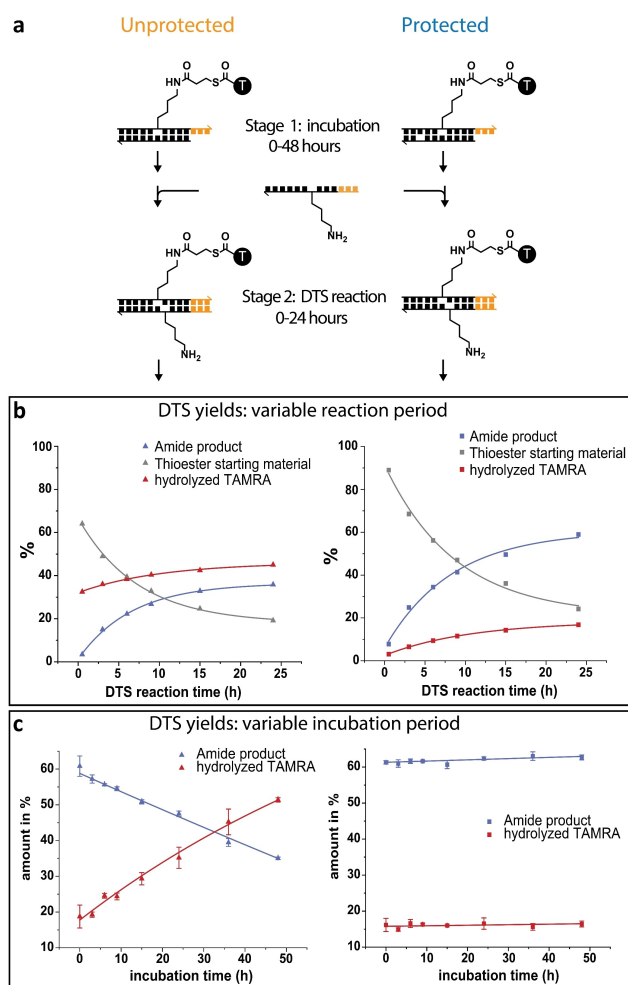 a
Unprotected
Protected
O
O
HN
S
T
O
O
HN
S
T
Stage 1: incubation
0-48 hours
NH2
O
O
HN
S
T
O
O
HN
S
T
Stage 2: DTS reaction
0-24 hours
NH2
NH2
b
DTS yields: variable reaction period
Amide product
Thioester starting material
hydrolyzed TAMRA
%
100
80
60
40
20
0
0 5 10 15 20 25
DTS reaction time (h)
Amide product
Thioester starting material
hydrolyzed TAMRA
%
100
80
60
40
20
0
0 5 10 15 20 25
DTS reaction time (h)
c
DTS yields: variable incubation period
Amide product
hydrolyzed TAMRA
amount in %
60
50
40
30
20
10
0 10 20 30 40 50
incubation time (h)
Amide product
hydrolyzed TAMRA
amount in %
60
50
40
30
20
10
0 10 20 30 40 50
incubation time (h)